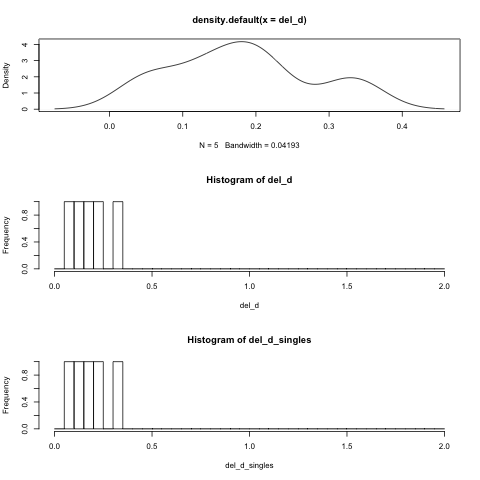 density.default(x = del_d)
Density
0 1 2 3 4
0.0 0.1 0.2 0.3 0.4
N = 5 Bandwidth = 0.04193
Histogram of del_d
Frequency
0.0 0.4 0.8
0.0 0.5 1.0 1.5 2.0
del_d
Histogram of del_d_singles
Frequency
0.0 0.4 0.8
0.0 0.5 1.0 1.5 2.0
del_d_singles